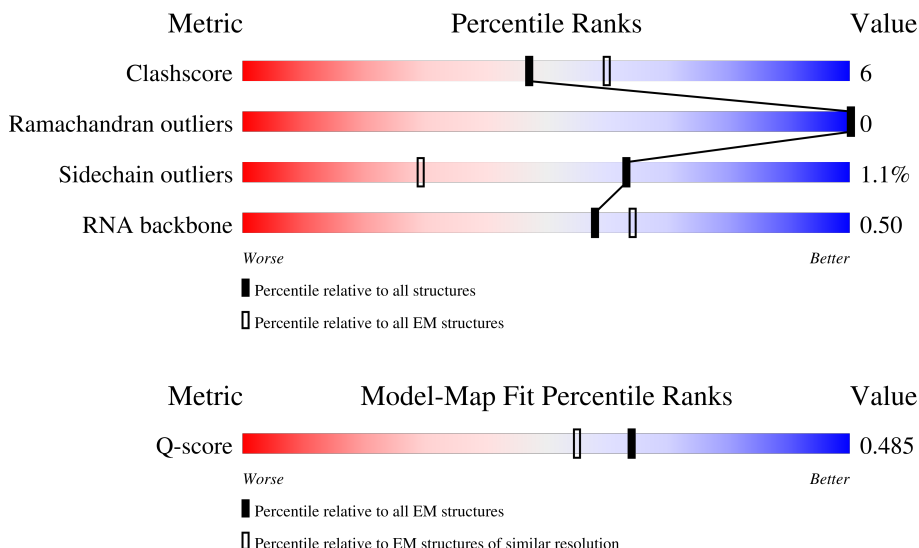 Metric Percentile Ranks Value
Clashscore 6
Ramachandran outliers 0
Sidechain outliers 1.1%
RNA backbone 0.50
Worse Better
Percentile relative to all structures
Percentile relative to all EM structures
Metric Model-Map Fit Percentile Ranks Value
Q-score 0.485
Worse Better
Percentile relative to all EM structures
Percentile relative to EM structures of similar resolution